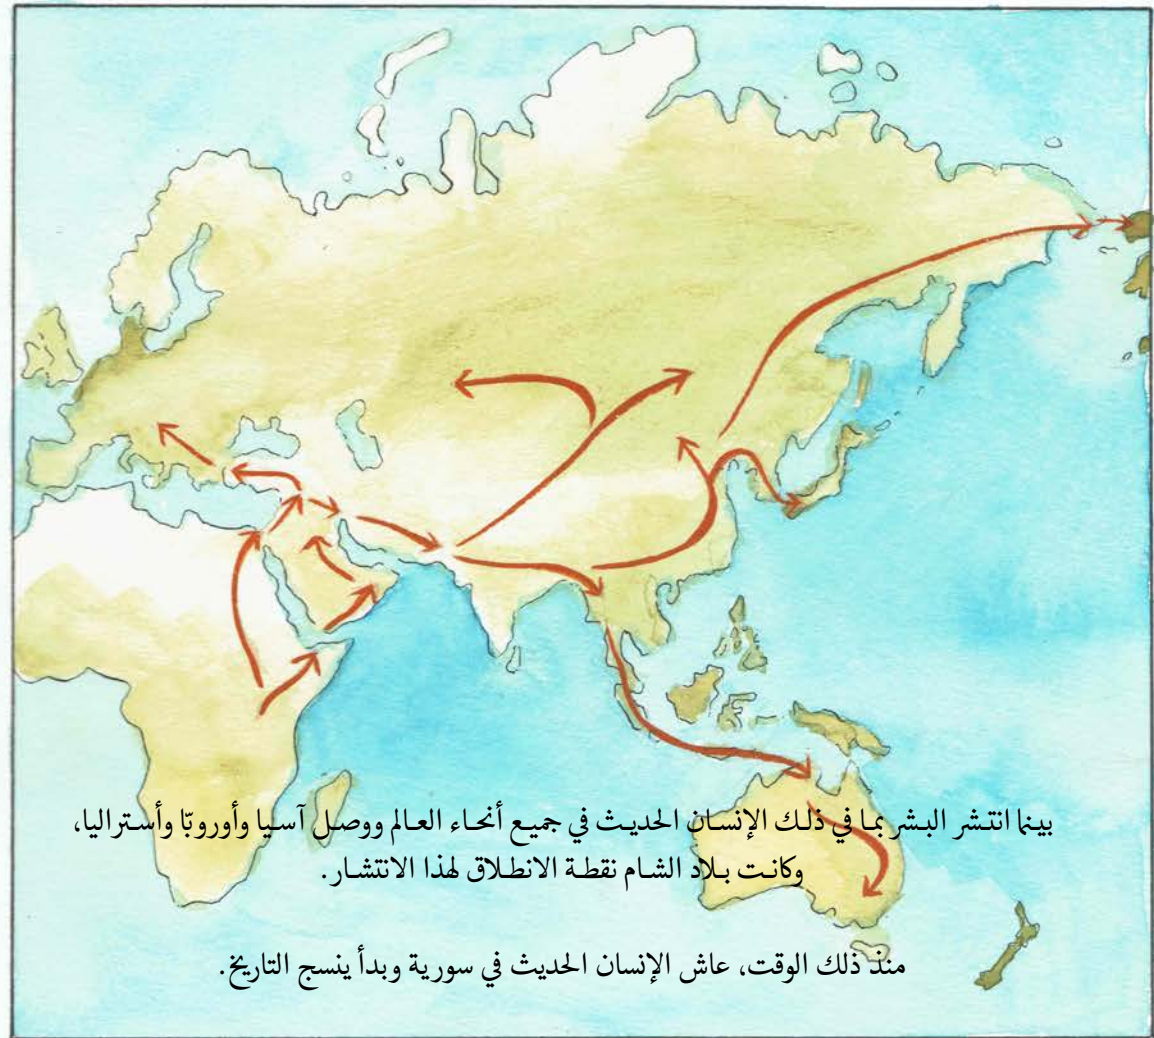 بينما انتشر البشر بما في ذلك الإنسان الحديث في جميع أنحاء العالم ووصل آسيا وأوروبّا وأستراليا،
وكانت بلاد الشام نقطة الانطلاق لهذا الانتشار.
منذ ذلك الوقت، عاش الإنسان الحديث في سورية وبدأ ينسج التاريخ.